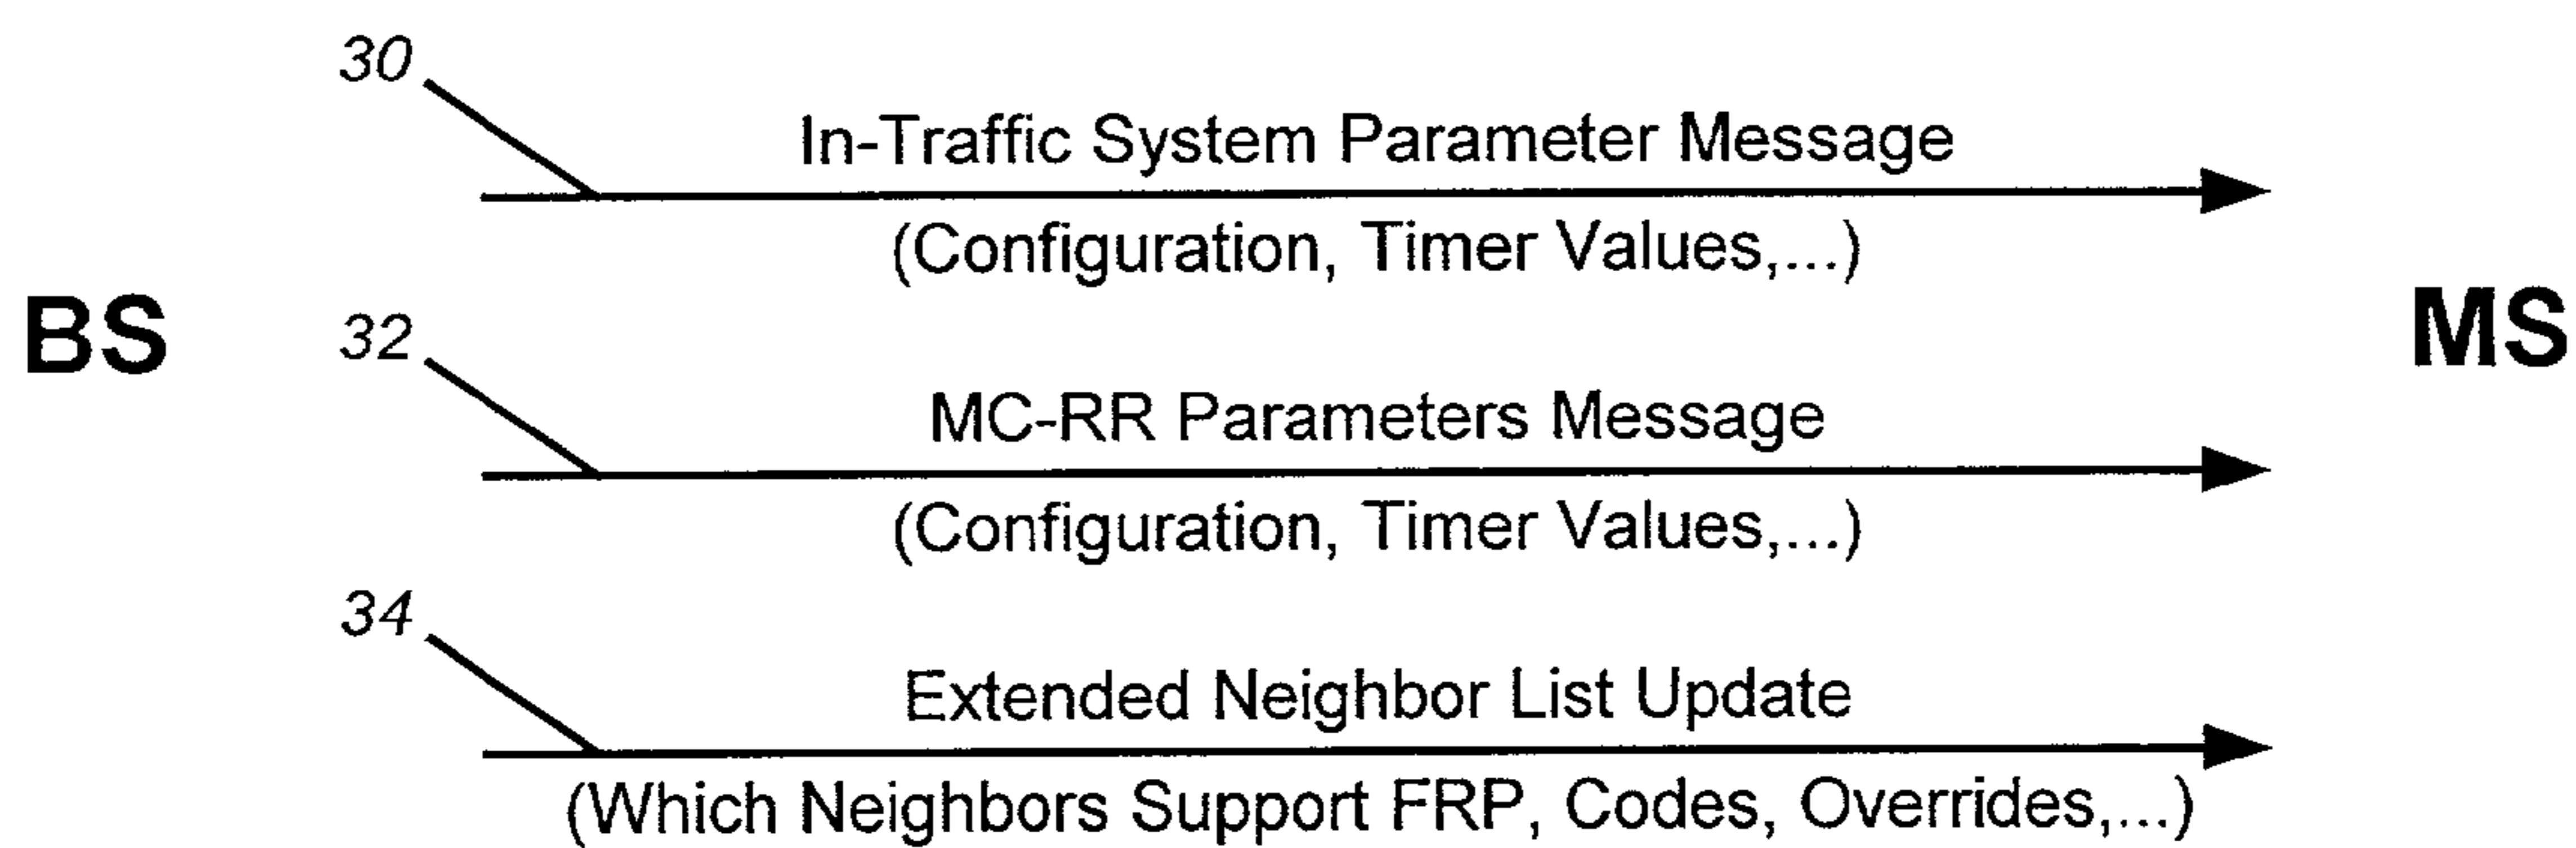 30
In-Traffic System Parameter Message
(Configuration, Timer Values,...)
BS
MS
32
MC-RR Parameters Message
(Configuration, Timer Values,...)
34
Extended Neighbor List Update
(Which Neighbors Support FRP, Codes, Overrides,...)